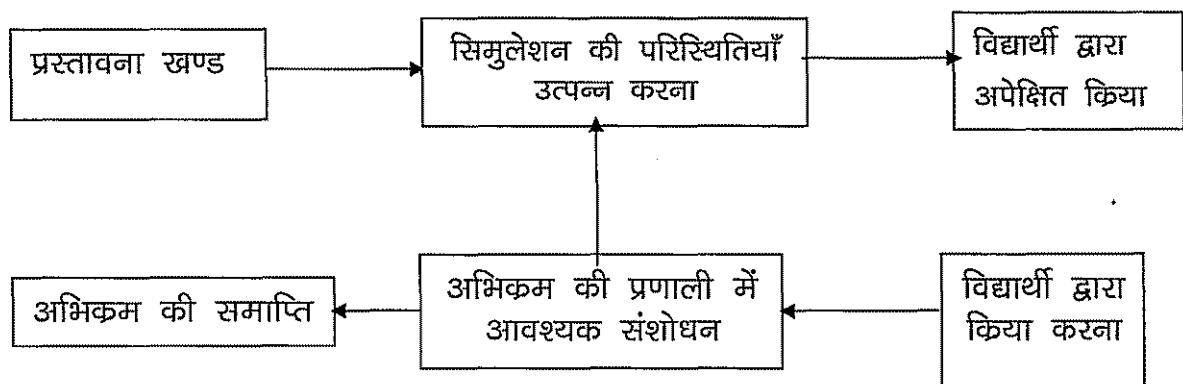 प्रस्तावना खण्ड
सिमुलेशन की परिस्थितियाँ
उत्पन्न करना
विद्यार्थी द्वारा
अपेक्षित क्रिया
अभिक्रम की समाप्ति
अभिक्रम की प्रणाली में
आवश्यक संशोधन
विद्यार्थी द्वारा
क्रिया करना